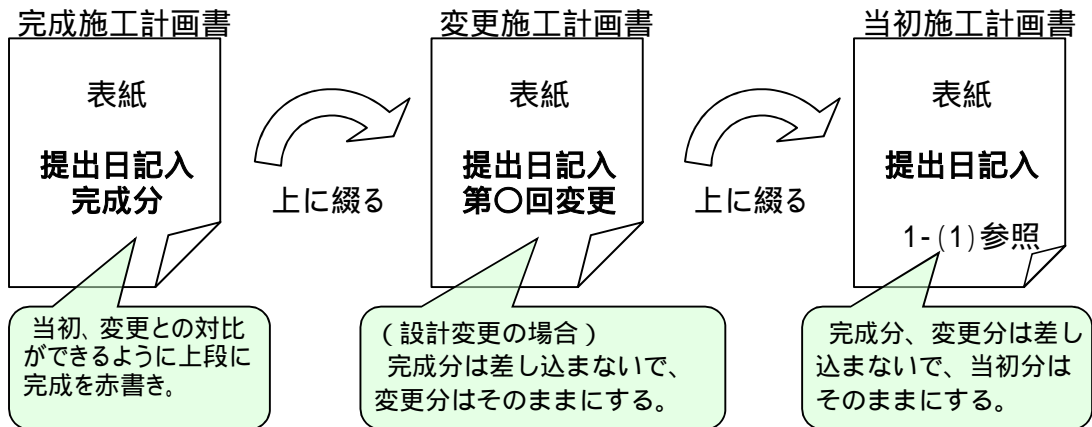 完成施工計画書
表紙
提出日記入
完成分
当初、変更との対比
ができるように上段に
完成を赤書き。
上に綴る
変更施工計画書
表紙
提出日記入
第〇回変更
(設計変更の場合)
完成分は差し込まないで、
変更分はそのままにする。
上に綴る
当初施工計画書
表紙
提出日記入
1-(1)参照
完成分、変更分は差し
込まないで、当初分は
そのままにする。